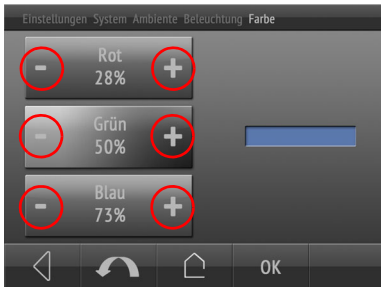 Einstellungen System Ambiente Beleuchtung Farbe
- Rot +
28%
- Grün +
50%
- Blau +
73%
OK